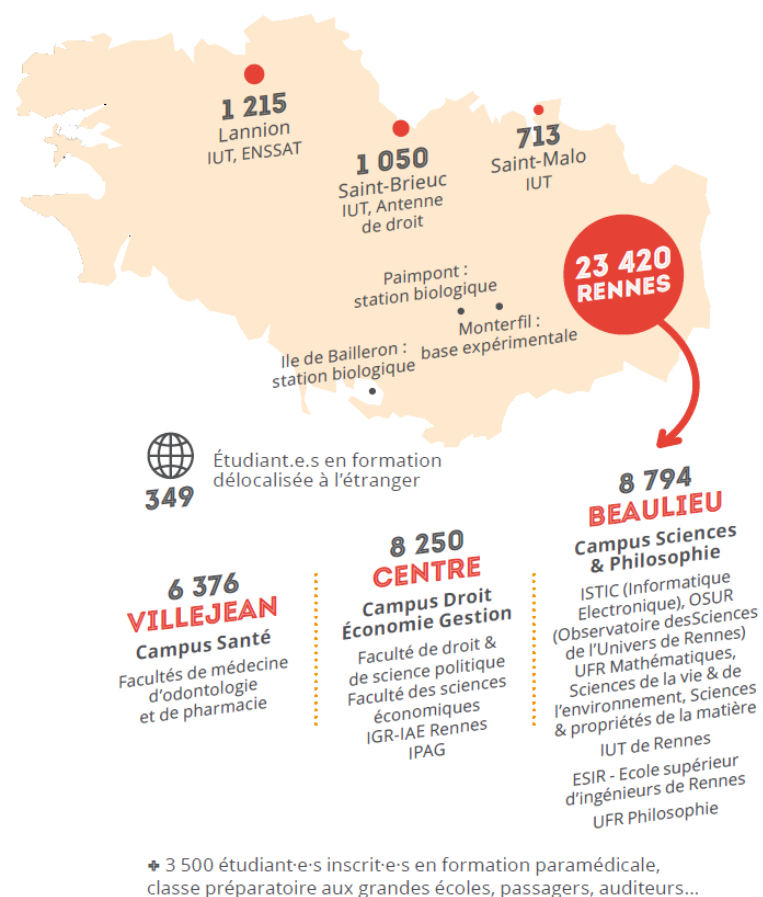 1 215
Lannion
IUT, ENSSAT
1 050
Saint-Brieuc
IUT, Antenne
de droit
713
Saint-Malo
IUT
23 420
RENNES
Paimpont :
station biologique
Monterfil :
base expérimentale
Ile de Bailleron :
station biologique
349
Étudiant.e.s en formation
délocalisée à l'étranger
6 376
VILLEJEAN
Campus Santé
Facultés de médecine
d'odontologie
et de pharmacie
8 250
CENTRE
Campus Droit
Économie Gestion
Faculté de droit &
de science politique
Faculté des sciences
économiques
IGR-IAE Rennes
IPAG
8 794
BEAULIEU
Campus Sciences
& Philosophie
ISTIC (Informatique
Electronique), OSUR
(Observatoire desSciences
de l'Univers de Rennes)
UFR Mathématiques,
Sciences de la vie & de
l'environnement, Sciences
& propriétés de la matière
IUT de Rennes
ESIR - Ecole supérieur
d'ingénieurs de Rennes
UFR Philosophie
+ 3 500 étudiant·e·s inscrit·e·s en formation paramédicale,
classe préparatoire aux grandes écoles, passagers, auditeurs...